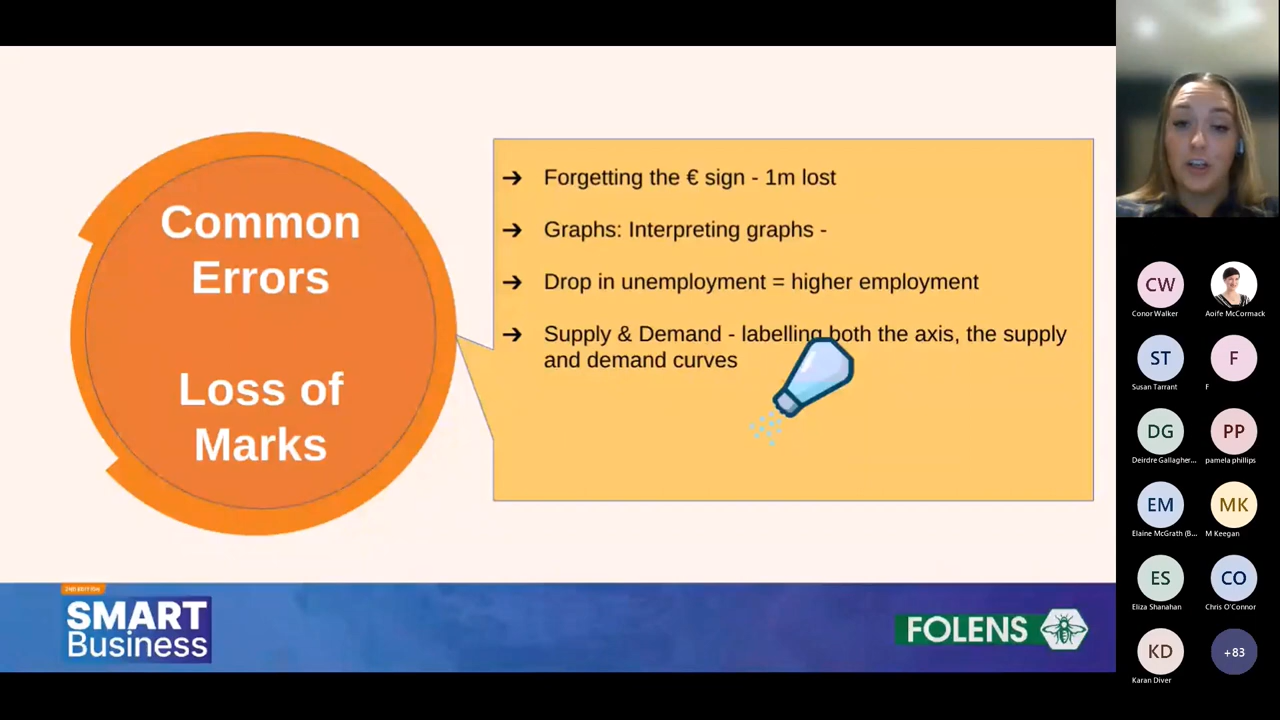 Common
Errors
Loss of
Marks
➔ Forgetting the € sign - 1m lost
➔ Graphs: Interpreting graphs -
➔ Drop in unemployment = higher employment
➔ Supply & Demand - labelling both the axis, the supply
and demand curves
2ND EDITION
SMART
Business
FOLENS
CW
Conor Walker
Aoife McCormack
ST
Susan Tarrant
F
F
DG
Deirdre Gallagher...
PP
pamela phillips
EM
Elaine McGrath (B...
MK
M Keegan
ES
Eliza Shanahan
CO
Chris O'Connor
KD
Karan Diver
+83